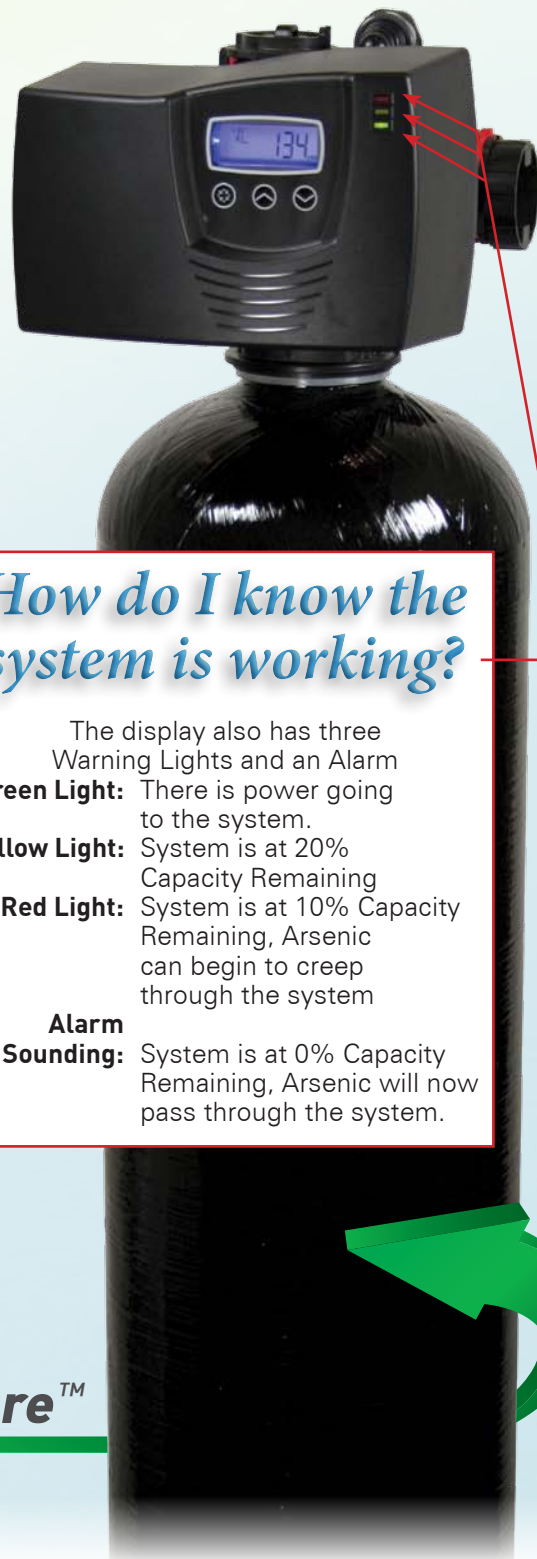 134
How do I know the
system is working?
The display also has three
Warning Lights and an Alarm
reen Light: There is power going
to the system.
llow Light: System is at 20%
Capacity Remaining
Red Light: System is at 10% Capacity
Remaining, Arsenic
can begin to creep
through the system
Alarm
Sounding: System is at 0% Capacity
Remaining, Arsenic will now
pass through the system.
re™